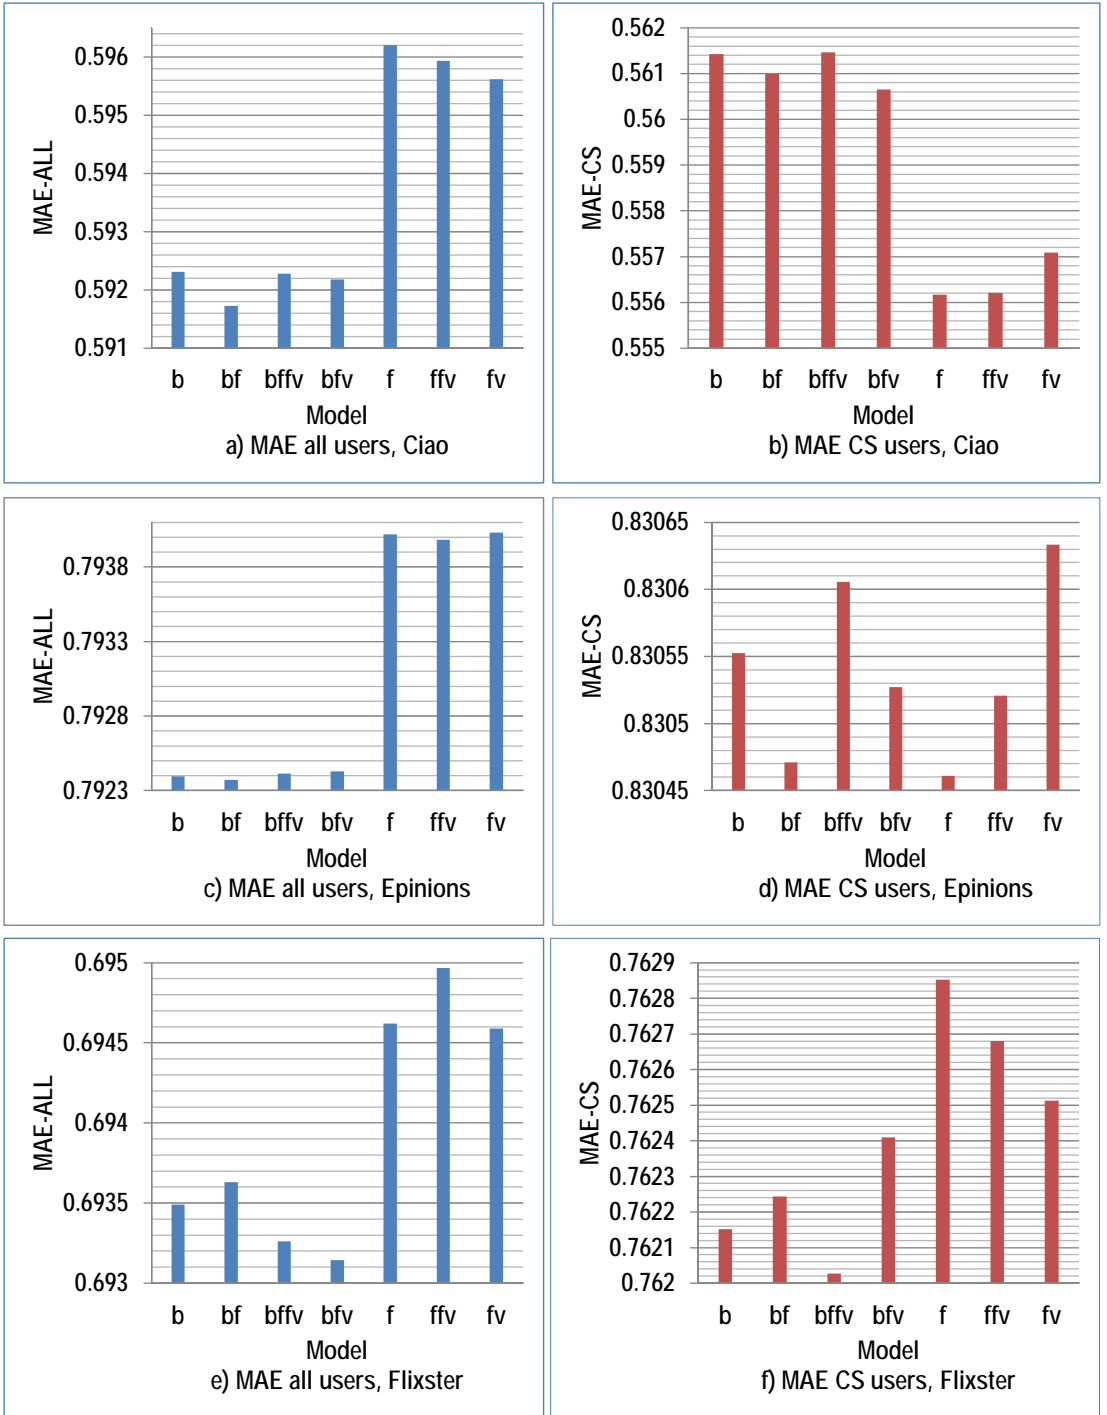 0.596
0.595
0.594
0.593
0.592
0.591
MAE-ALL
b bf bffv bfv f ffv fv
Model
a) MAE all users, Ciao
0.562
0.561
0.56
0.559
0.558
0.557
0.556
0.555
MAE-CS
b bf bffv bfv f ffv fv
Model
b) MAE CS users, Ciao
0.7938
0.7933
0.7928
0.7923
MAE-ALL
b bf bffv bfv f ffv fv
Model
c) MAE all users, Epinions
0.83065
0.8306
0.83055
0.8305
0.83045
MAE-CS
b bf bffv bfv f ffv fv
Model
d) MAE CS users, Epinions
0.695
0.6945
0.694
0.6935
0.693
MAE-ALL
b bf bffv bfv f ffv fv
Model
e) MAE all users, Flixster
0.7629
0.7628
0.7627
0.7626
0.7625
0.7624
0.7623
0.7622
0.7621
0.762
MAE-CS
b bf bffv bfv f ffv fv
Model
f) MAE CS users, Flixster